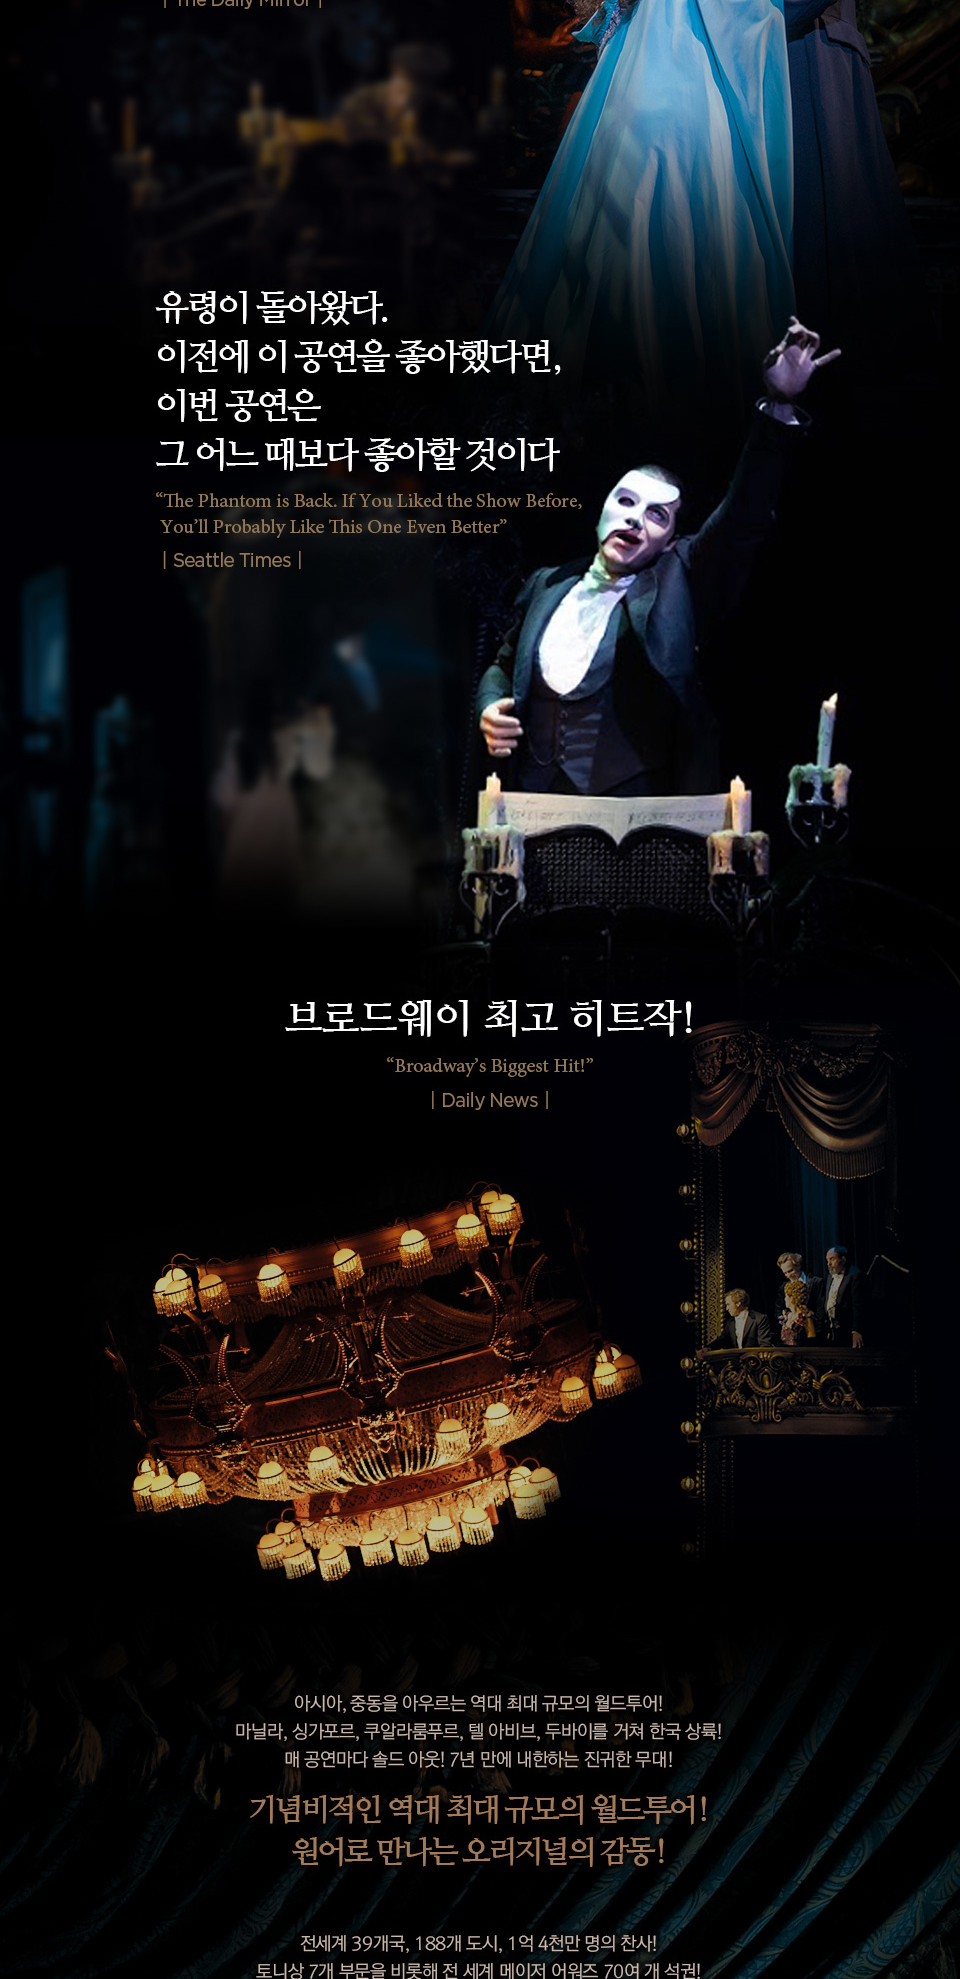 | The Daily Mirror |
유령이 돌아왔다.
이전에 이 공연을 좋아했다면,
이번 공연은
그 어느 때보다 좋아할 것이다
“The Phantom is Back. If You Liked the Show Before,
You’ll Probably Like This One Even Better”
| Seattle Times |
브로드웨이 최고 히트작!
“Broadway’s Biggest Hit!”
| Daily News |
아시아, 중동을 아우르는 역대 최대 규모의 월드투어!
마닐라, 싱가포르, 쿠알라룸푸르, 텔 아비브, 두바이를 거쳐 한국 상륙!
매 공연마다 솔드 아웃! 7년 만에 내한하는 진귀한 무대!
기념비적인 역대 최대 규모의 월드투어!
원어로 만나는 오리지널의 감동!
전세계 39개국, 188개 도시, 1억 4천만 명의 찬사!
토니상 7개 부문을 비롯해 전 세계 메이저 어워즈 70여 개 석권!